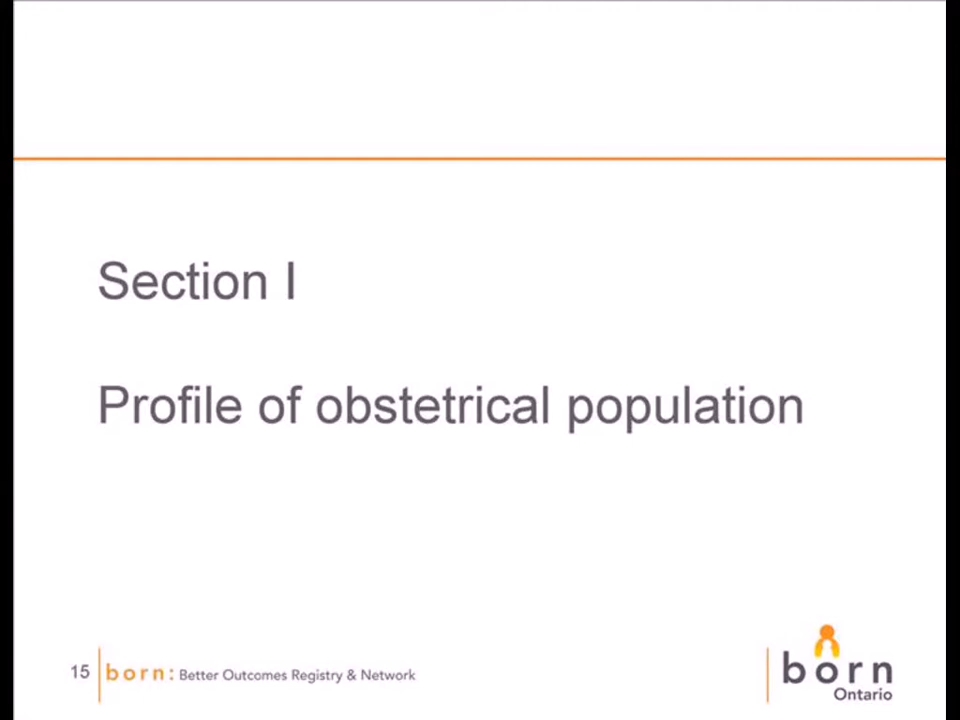 Section I
Profile of obstetrical population
15 born: Better Outcomes Registry & Network
born
Ontario